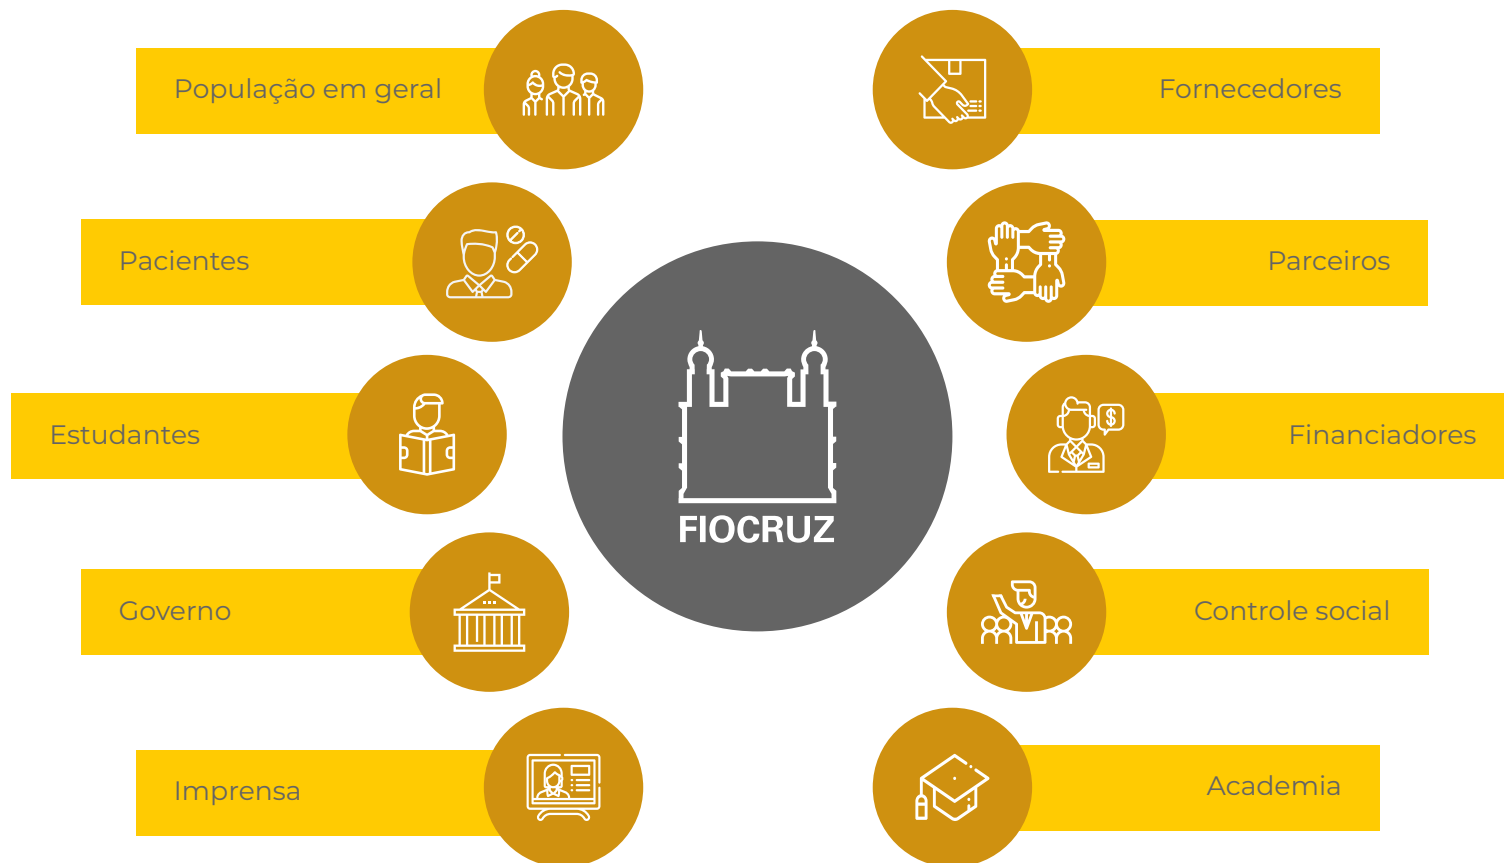 População em geral
Pacientes
Estudantes
Governo
Imprensa
FIOCRUZ
Fornecedores
Parceiros
Financiadores
Controle social
Academia